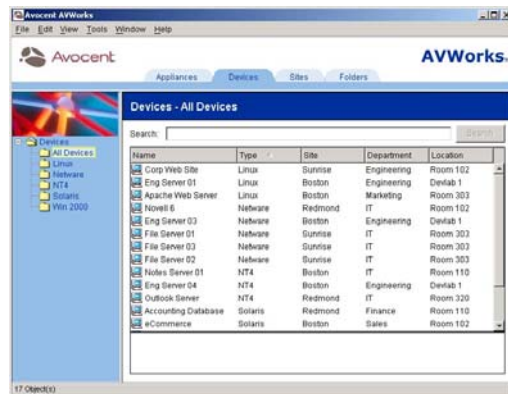 Avocent AVWorks
File Edit View Tools Window Help
Avocent
AVWorks
Appliances Devices Sites Folders
Devices - All Devices
Search: Search
Devices
All Devices
Linux
Netware
NT4
Solaris
Win 2000
Name Type Site Department Location
Corp Web Site Linux Sunrise Engineering Room 102
Eng Server 01 Linux Boston Engineering Devlab 1
Apache Web Server Linux Boston Marketing Room 303
Novell 6 Netware Redmond IT Room 102
Eng Server 03 Netware Boston Engineering Devlab 1
File Server 01 Netware Sunrise IT Room 303
File Server 03 Netware Sunrise IT Room 303
File Server 02 Netware Sunrise IT Room 303
Notes Server 01 NT4 Boston IT Room 110
Eng Server 04 NT4 Boston Engineering Devlab 1
Outlook Server NT4 Redmond IT Room 320
Accounting Database Solaris Redmond Finance Room 110
eCommerce Solaris Boston Sales Room 102
17 Object(s)